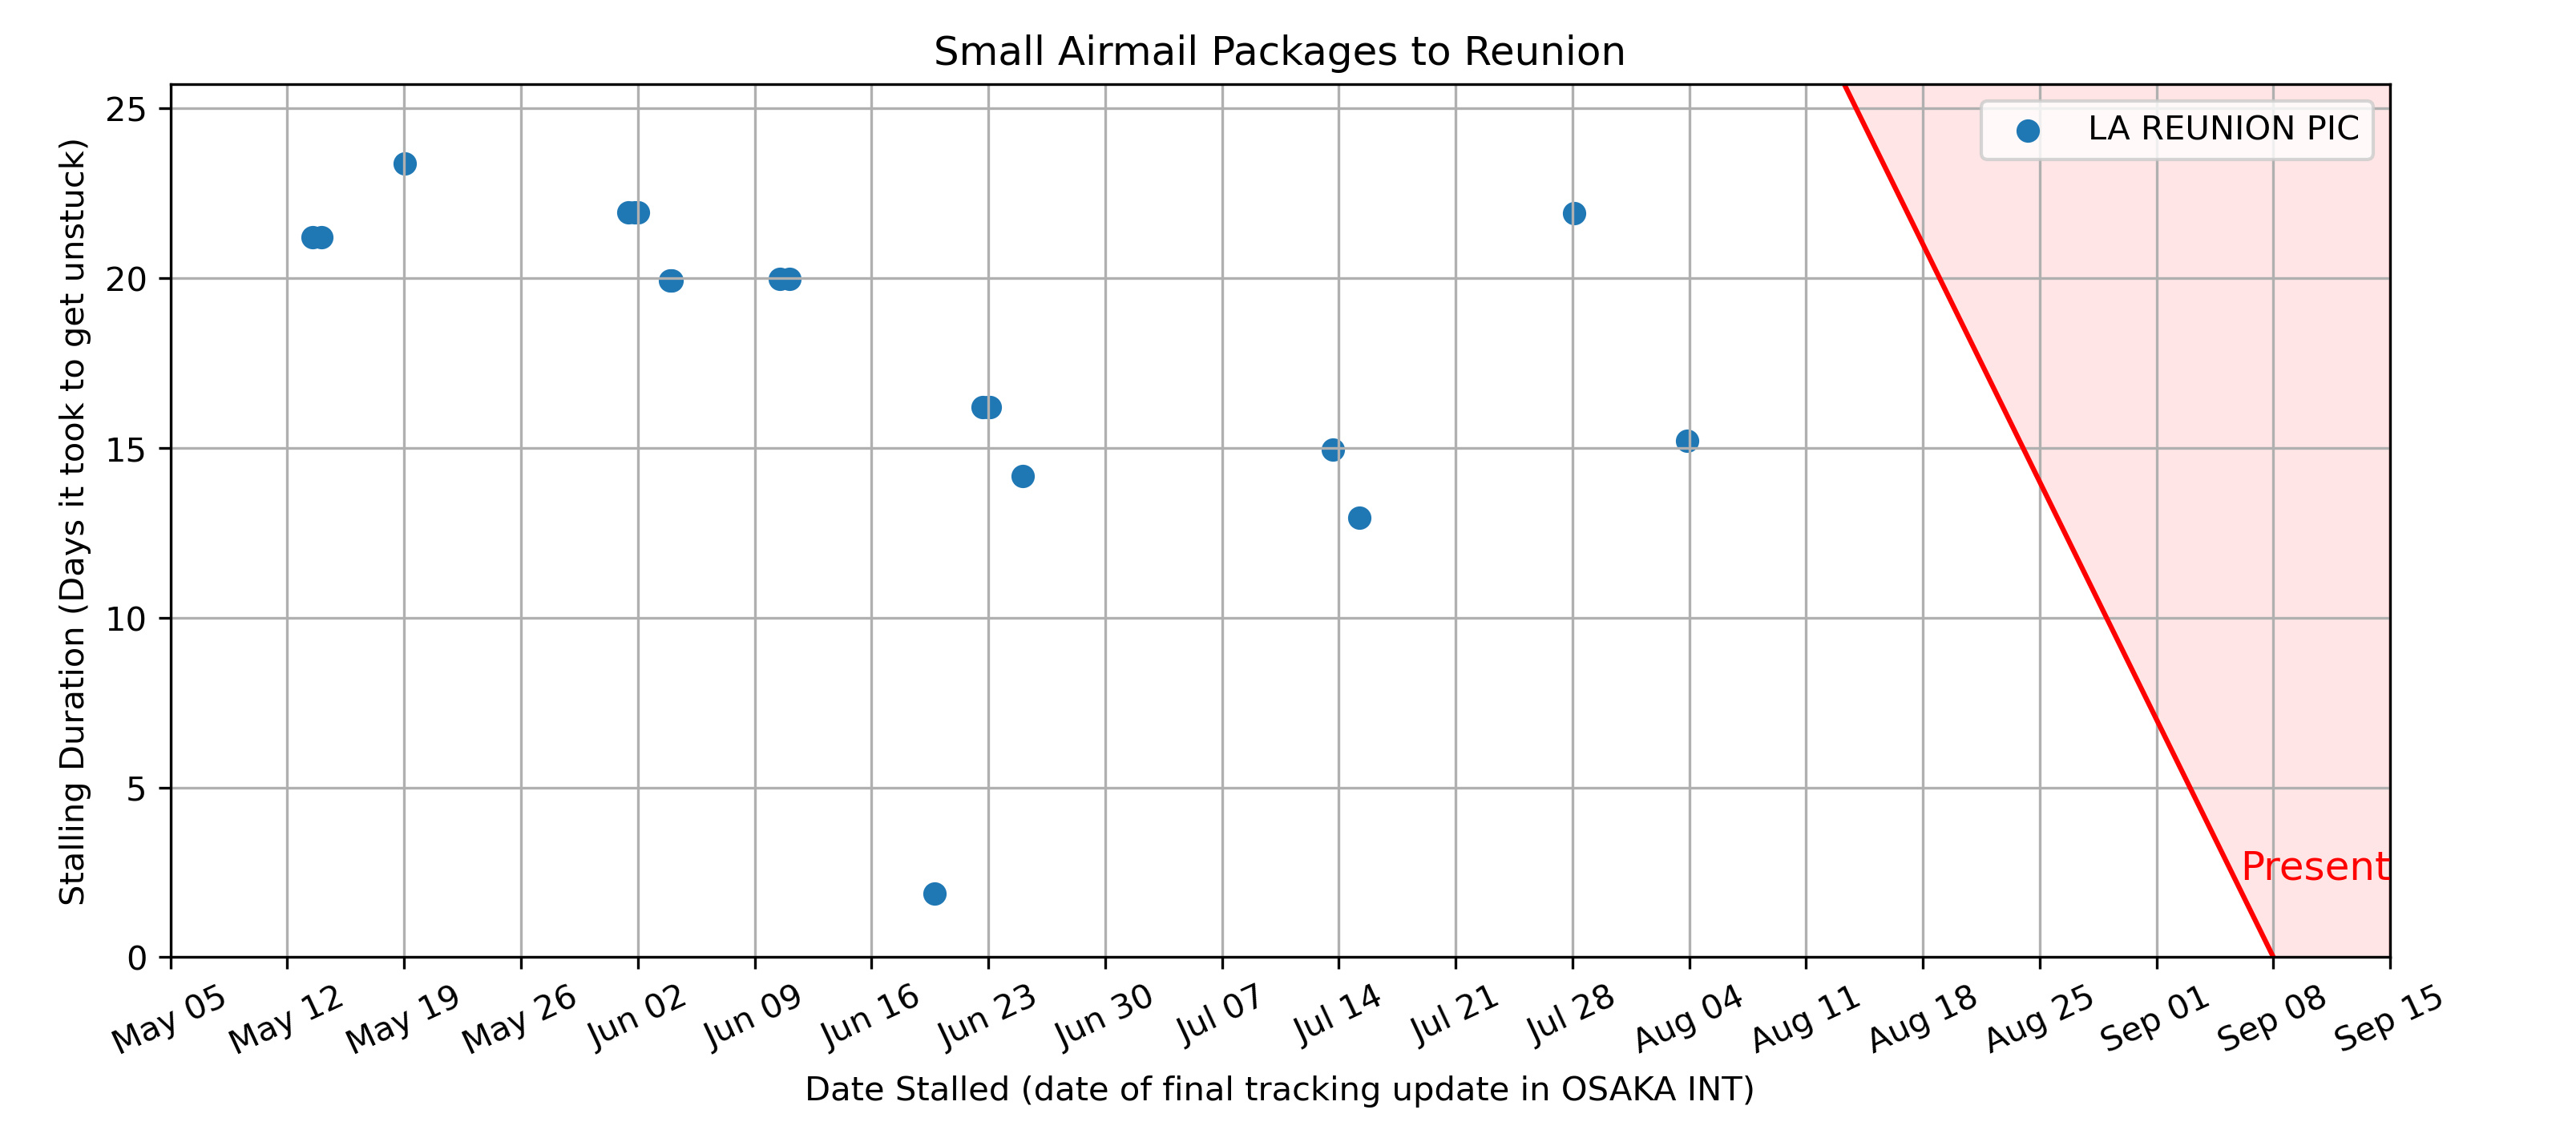 Small Airmail Packages to Reunion
LA REUNION PIC
Stalling Duration (Days it took to get unstuck)
25
20
15
10
5
0
Present
May 05
May 12
May 19
May 26
Jun 02
Jun 09
Jun 16
Jun 23
Jun 30
Jul 07
Jul 14
Jul 21
Jul 28
Aug 04
Aug 11
Aug 18
Aug 25
Sep 01
Sep 08
Sep 15
Date Stalled (date of final tracking update in OSAKA INT)